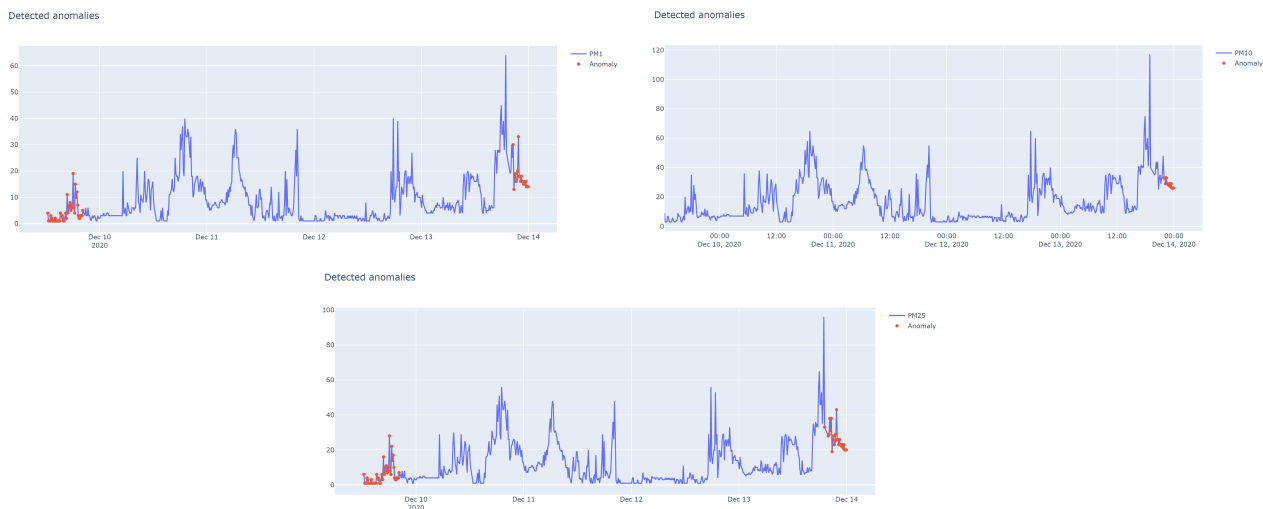 Detected anomalies
PM1
Anomaly
60
50
40
30
20
10
0
Dec 10 Dec 11 Dec 12 Dec 13 Dec 14
2020
Detected anomalies
PM10
Anomaly
120
100
80
60
40
20
0
00:00 12:00 00:00 12:00 00:00 12:00 00:00 12:00 00:00
Dec 10, 2020 Dec 11, 2020 Dec 12, 2020 Dec 13, 2020 Dec 14, 2020
Detected anomalies
PM25
Anomaly
100
80
60
40
20
0
Dec 10 Dec 11 Dec 12 Dec 13 Dec 14
2020